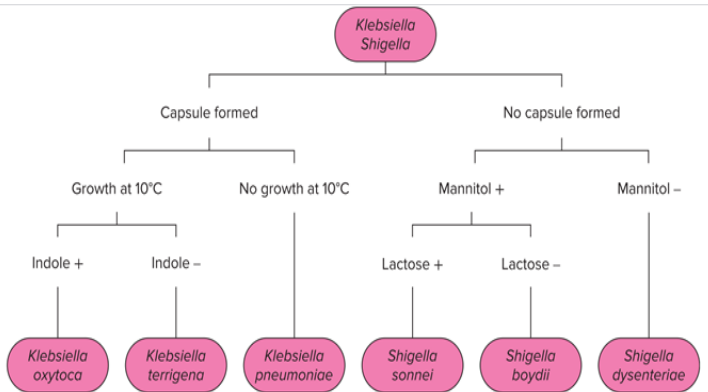 Klebsiella
Shigella
Capsule formed
No capsule formed
Growth at 10°C
No growth at 10°C
Mannitol +
Mannitol –
Indole +
Indole –
Lactose +
Lactose –
Klebsiella
oxytoca
Klebsiella
terrigena
Klebsiella
pneumoniae
Shigella
sonnei
Shigella
boydii
Shigella
dysenteriae